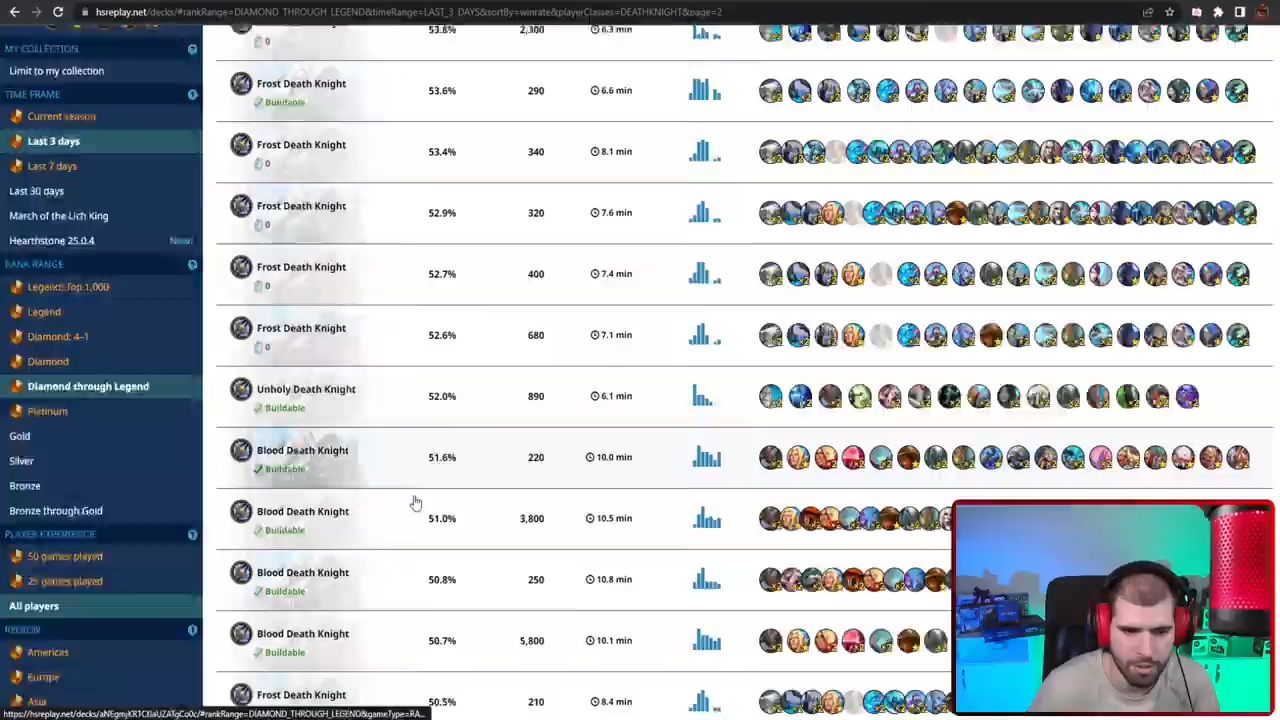 hsreplay.net/decks/#rankRange=DIAMOND_THROUGH_LEGEND&timeRange=LAST_3_DAYS&sortBy=winrate&playerClasses=DEATHKNIGHT&page=2
MY COLLECTION
Limit to my collection
TIME FRAME
Current season
Last 3 days
Last 7 days
Last 30 days
March of the Lich King
Hearthstone 25.0.4 New!
RANK RANGE
Legend: Top 1,000
Legend
Diamond: 4-1
Diamond
Diamond through Legend
Platinum
Gold
Silver
Bronze
Bronze through Gold
PLAYER EXPERIENCE
50 games played
25 games played
All players
REGION
Americas
Europe
Asia
53.8% 2,300 6.3 min
0
Frost Death Knight 53.6% 290 6.6 min
Buildable
Frost Death Knight 53.4% 340 8.1 min
0
Frost Death Knight 52.9% 320 7.6 min
0
Frost Death Knight 52.7% 400 7.4 min
0
Frost Death Knight 52.6% 680 7.1 min
0
Unholy Death Knight 52.0% 890 6.1 min
Buildable
Blood Death Knight 51.6% 220 10.0 min
Buildable
Blood Death Knight 51.0% 3,800 10.5 min
Buildable
Blood Death Knight 50.8% 250 10.8 min
Buildable
Blood Death Knight 50.7% 5,800 10.1 min
Buildable
Frost Death Knight 50.5% 210 8.4 min